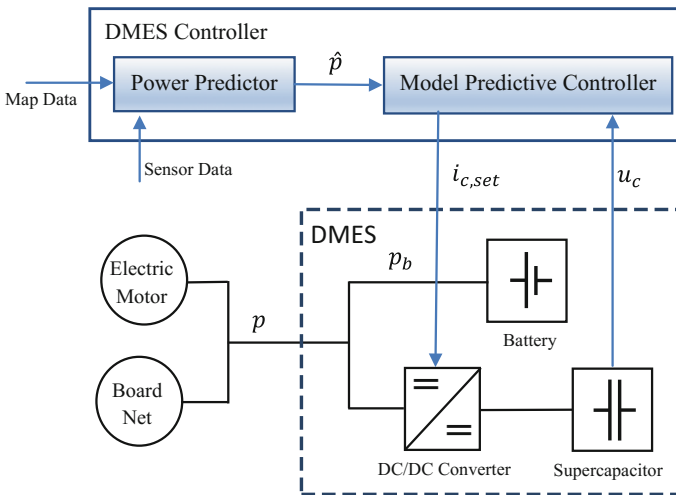 DMES Controller
Power Predictor
p̂
Model Predictive Controller
Map Data
Sensor Data
i_{c,set}
u_c
DMES
Electric
Motor
p_b
p
Battery
Board
Net
DC/DC Converter
Supercapacitor